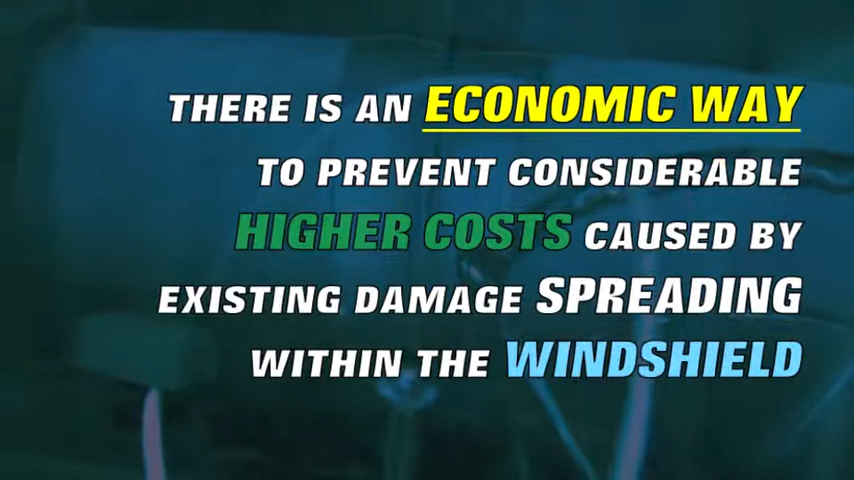 THERE IS AN ECONOMIC WAY
TO PREVENT CONSIDERABLE
HIGHER COSTS CAUSED BY
EXISTING DAMAGE SPREADING
WITHIN THE WINDSHIELD